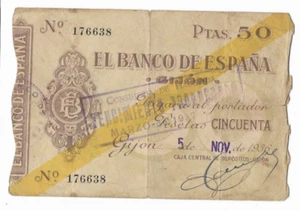 Nº 176638
PTAS. 50
EL BANCO DE ESPAÑA
EL BANCO DE ESPAÑA
GIJÓN
Pagará al portador
Pesetas CINCUENTA
Gijon 5 de NOV. de 193
CAJA CENTRAL DE DEPOSITOS
Nº 176638